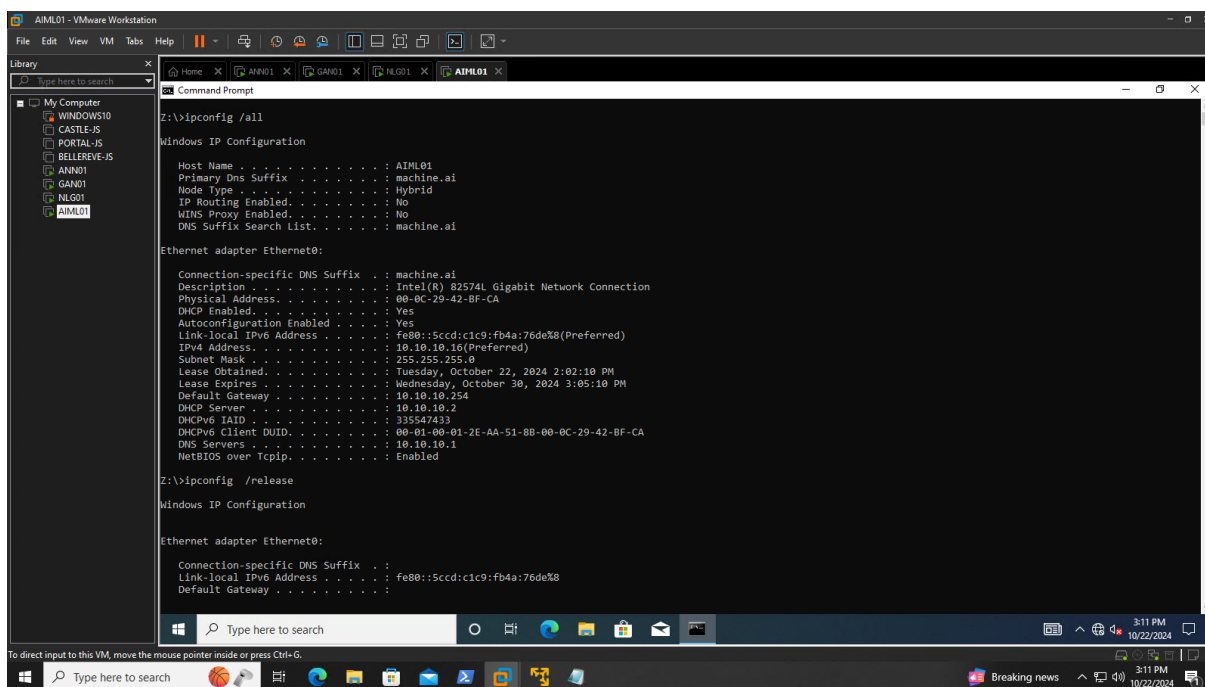 AIML01 - VMware Workstation
File Edit View VM Tabs Help
Library
Type here to search
My Computer
WINDOWS10
CASTLE-JS
PORTAL-JS
BELLEREVE-JS
ANN01
GAN01
NLG01
AIML01
Home ANN01 GAN01 NLG01 AIML01
Command Prompt
Z:\>ipconfig /all
Windows IP Configuration
Host Name . . . . . . . . . . . . : AIML01
Primary Dns Suffix . . . . . . . : machine.ai
Node Type . . . . . . . . . . . . : Hybrid
IP Routing Enabled. . . . . . . . : No
WINS Proxy Enabled. . . . . . . . : No
DNS Suffix Search List. . . . . . : machine.ai
Ethernet adapter Ethernet0:
Connection-specific DNS Suffix . : machine.ai
Description . . . . . . . . . . . : Intel(R) 82574L Gigabit Network Connection
Physical Address. . . . . . . . . : 00-0C-29-42-BF-CA
DHCP Enabled. . . . . . . . . . . : Yes
Autoconfiguration Enabled . . . . : Yes
Link-local IPv6 Address . . . . . : fe80::5ccd:c1c9:fb4a:76de%8(Preferred)
IPv4 Address. . . . . . . . . . . : 10.10.10.16(Preferred)
Subnet Mask . . . . . . . . . . . : 255.255.255.0
Lease Obtained. . . . . . . . . . : Tuesday, October 22, 2024 2:02:10 PM
Lease Expires . . . . . . . . . . : Wednesday, October 30, 2024 3:05:10 PM
Default Gateway . . . . . . . . . : 10.10.10.254
DHCP Server . . . . . . . . . . . : 10.10.10.2
DHCPv6 IAID . . . . . . . . . . . : 335547433
DHCPv6 Client DUID. . . . . . . . : 00-01-00-01-2E-AA-51-8B-00-0C-29-42-BF-CA
DNS Servers . . . . . . . . . . . : 10.10.10.1
NetBIOS over Tcpip. . . . . . . . : Enabled
Z:\>ipconfig  /release
Windows IP Configuration
Ethernet adapter Ethernet0:
Connection-specific DNS Suffix . :
Link-local IPv6 Address . . . . . : fe80::5ccd:c1c9:fb4a:76de%8
Default Gateway . . . . . . . . . :
Type here to search
3:11 PM
10/22/2024
To direct input to this VM, move the mouse pointer inside or press Ctrl+G.
Type here to search
Breaking news
3:11 PM
10/22/2024